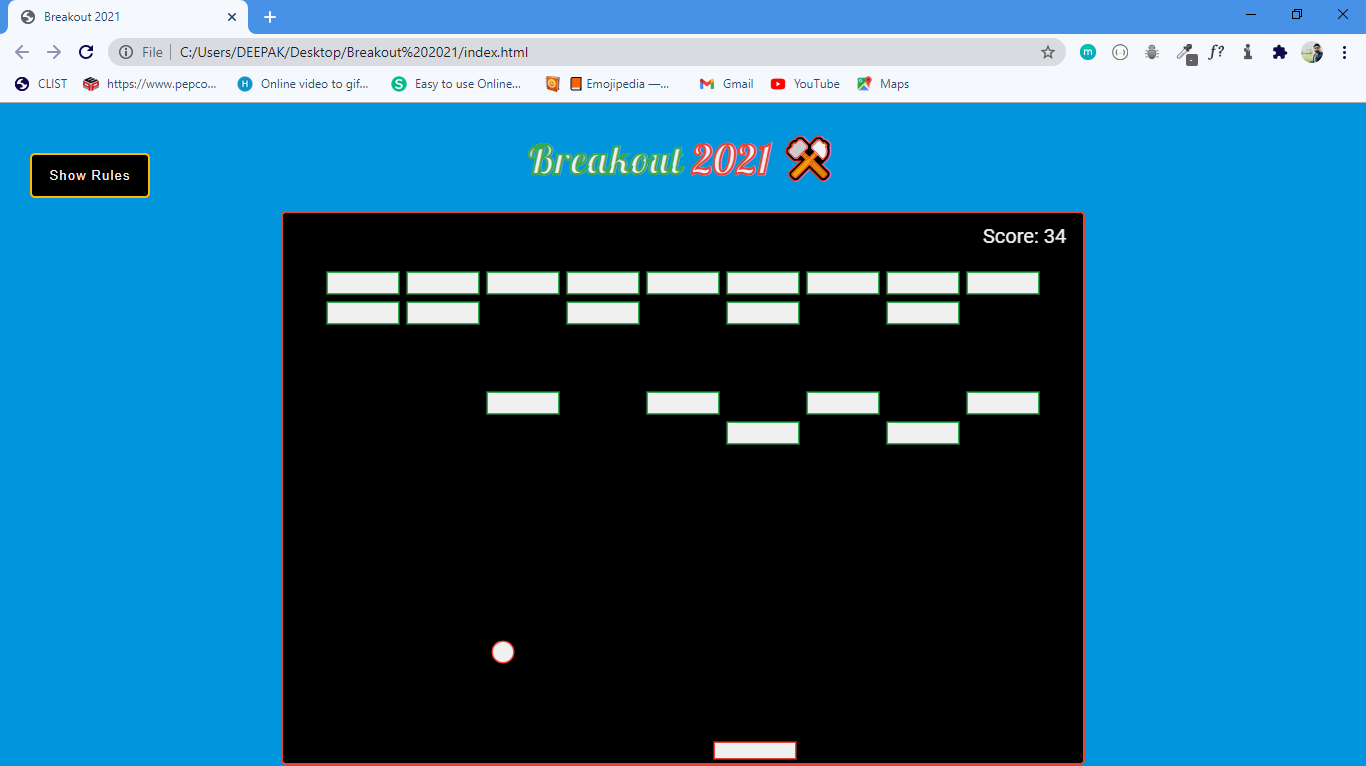 Breakout 2021
File | C:/Users/DEEPAK/Desktop/Breakout%202021/index.html
f?
CLIST https://www.pepco... Online video to gif... Easy to use Online... Emojipedia —... Gmail YouTube Maps
Breakout 2021
Show Rules
Score: 34